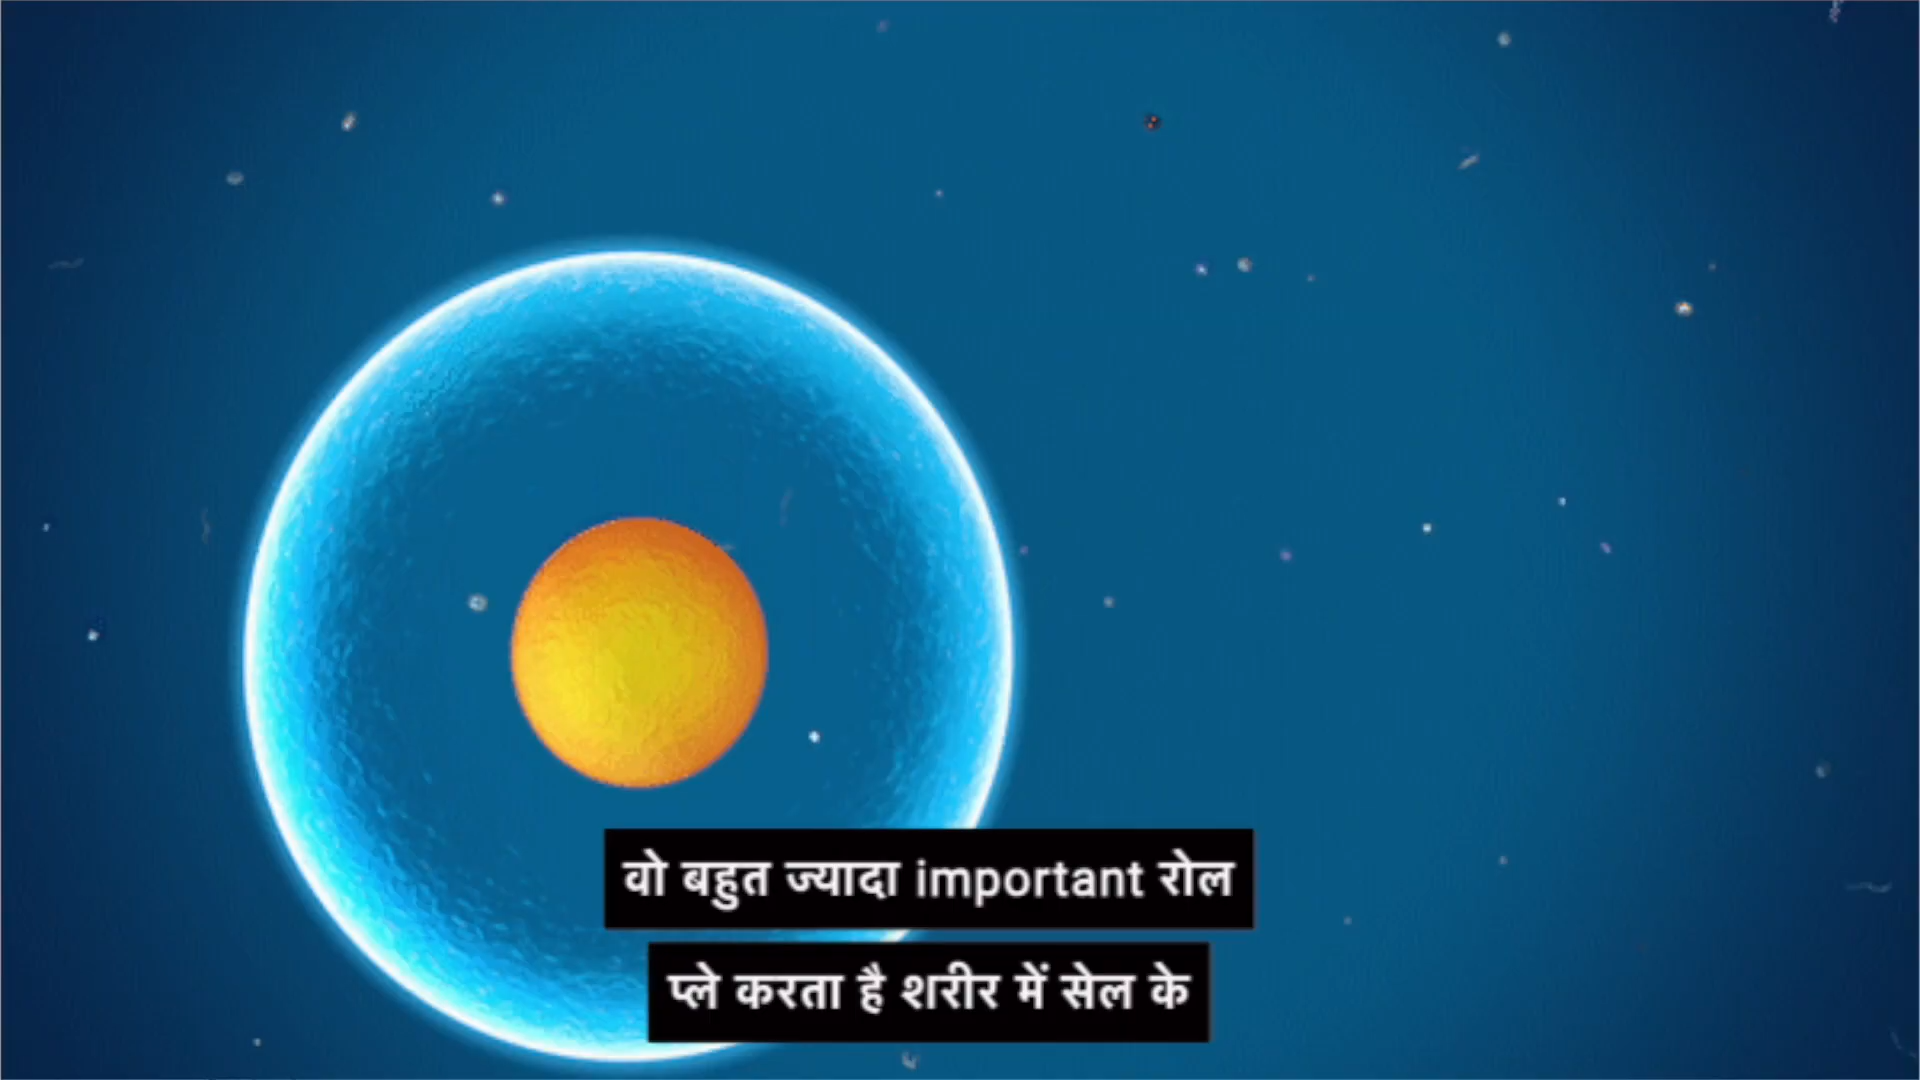 वो बहुत ज्यादा important रोल
प्ले करता है शरीर में सेल के